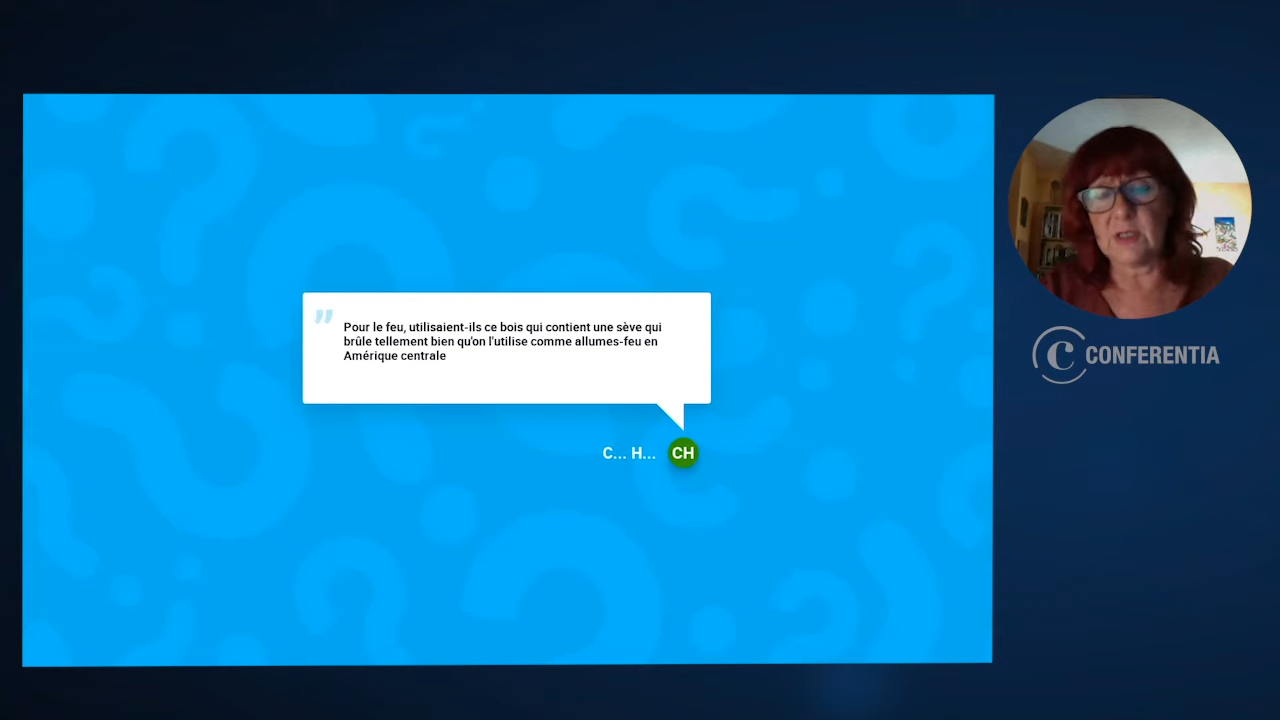 Pour le feu, utilisaient-ils ce bois qui contient une sève qui
brûle tellement bien qu'on l'utilise comme allumes-feu en
Amérique centrale
C... H... CH
C CONFERENTIA